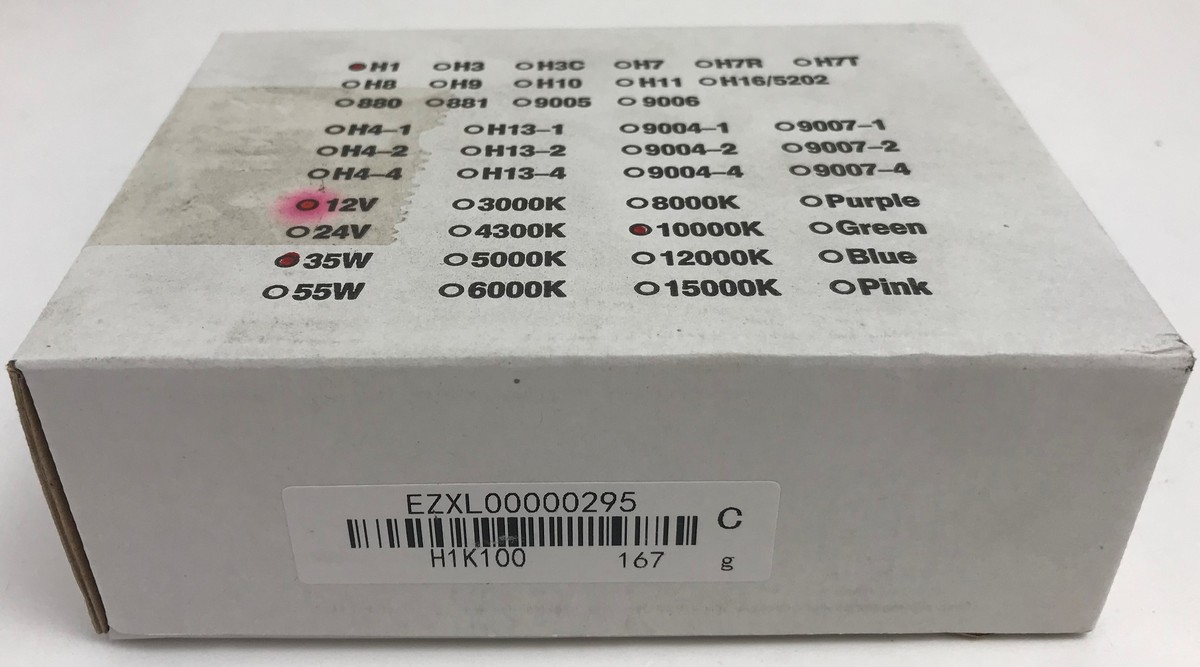 H1 H3 H3C H7 H7R H7T
H8 H9 H10 H11 H16/5202
880 881 9005 9006
H4-1 H13-1 9004-1 9007-1
H4-2 H13-2 9004-2 9007-2
H4-4 H13-4 9004-4 9007-4
12V 3000K 8000K Purple
24V 4300K 10000K Green
35W 5000K 12000K Blue
55W 6000K 15000K Pink
EZXL00000295
C
H1K100 167 g